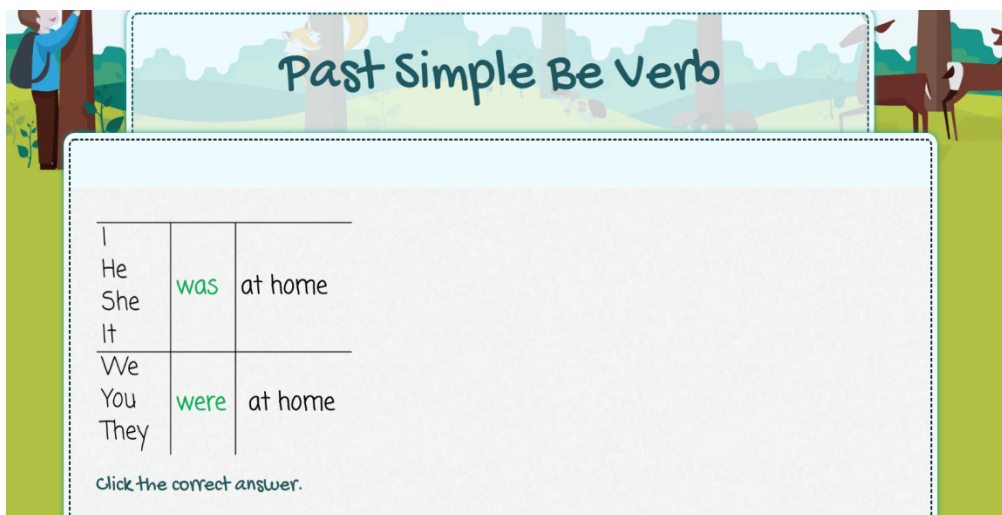 Past Simple Be Verb
I
He
She
It
was
at home
We
You
They
were
at home
Click the correct answer.